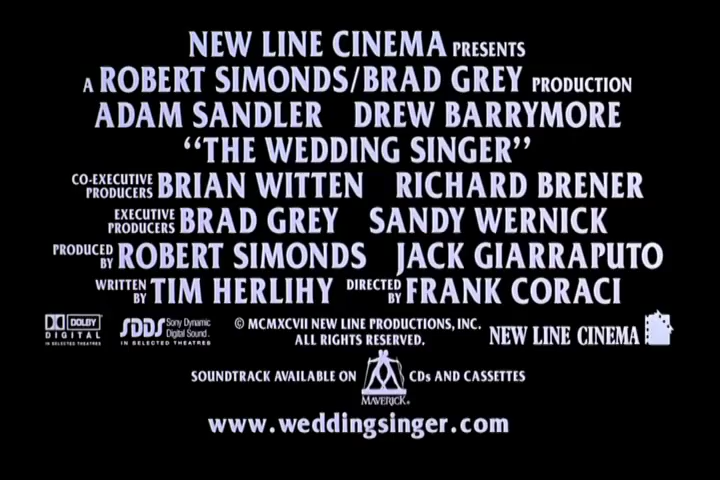 NEW LINE CINEMA PRESENTS
A ROBERT SIMONDS/BRAD GREY PRODUCTION
ADAM SANDLER DREW BARRYMORE
“THE WEDDING SINGER”
CO-EXECUTIVE PRODUCERS BRIAN WITTEN RICHARD BRENER
EXECUTIVE PRODUCERS BRAD GREY SANDY WERNICK
PRODUCED BY ROBERT SIMONDS JACK GIARRAPUTO
WRITTEN BY TIM HERLIHY DIRECTED BY FRANK CORACI
DOLBY DIGITAL IN SELECTED THEATRES
SDDS Sony Dynamic Digital Sound. IN SELECTED THEATRES
© MCMXCVII NEW LINE PRODUCTIONS, INC.
ALL RIGHTS RESERVED.
NEW LINE CINEMA
SOUNDTRACK AVAILABLE ON MAVERICK® CDs AND CASSETTES
www.weddingsinger.com